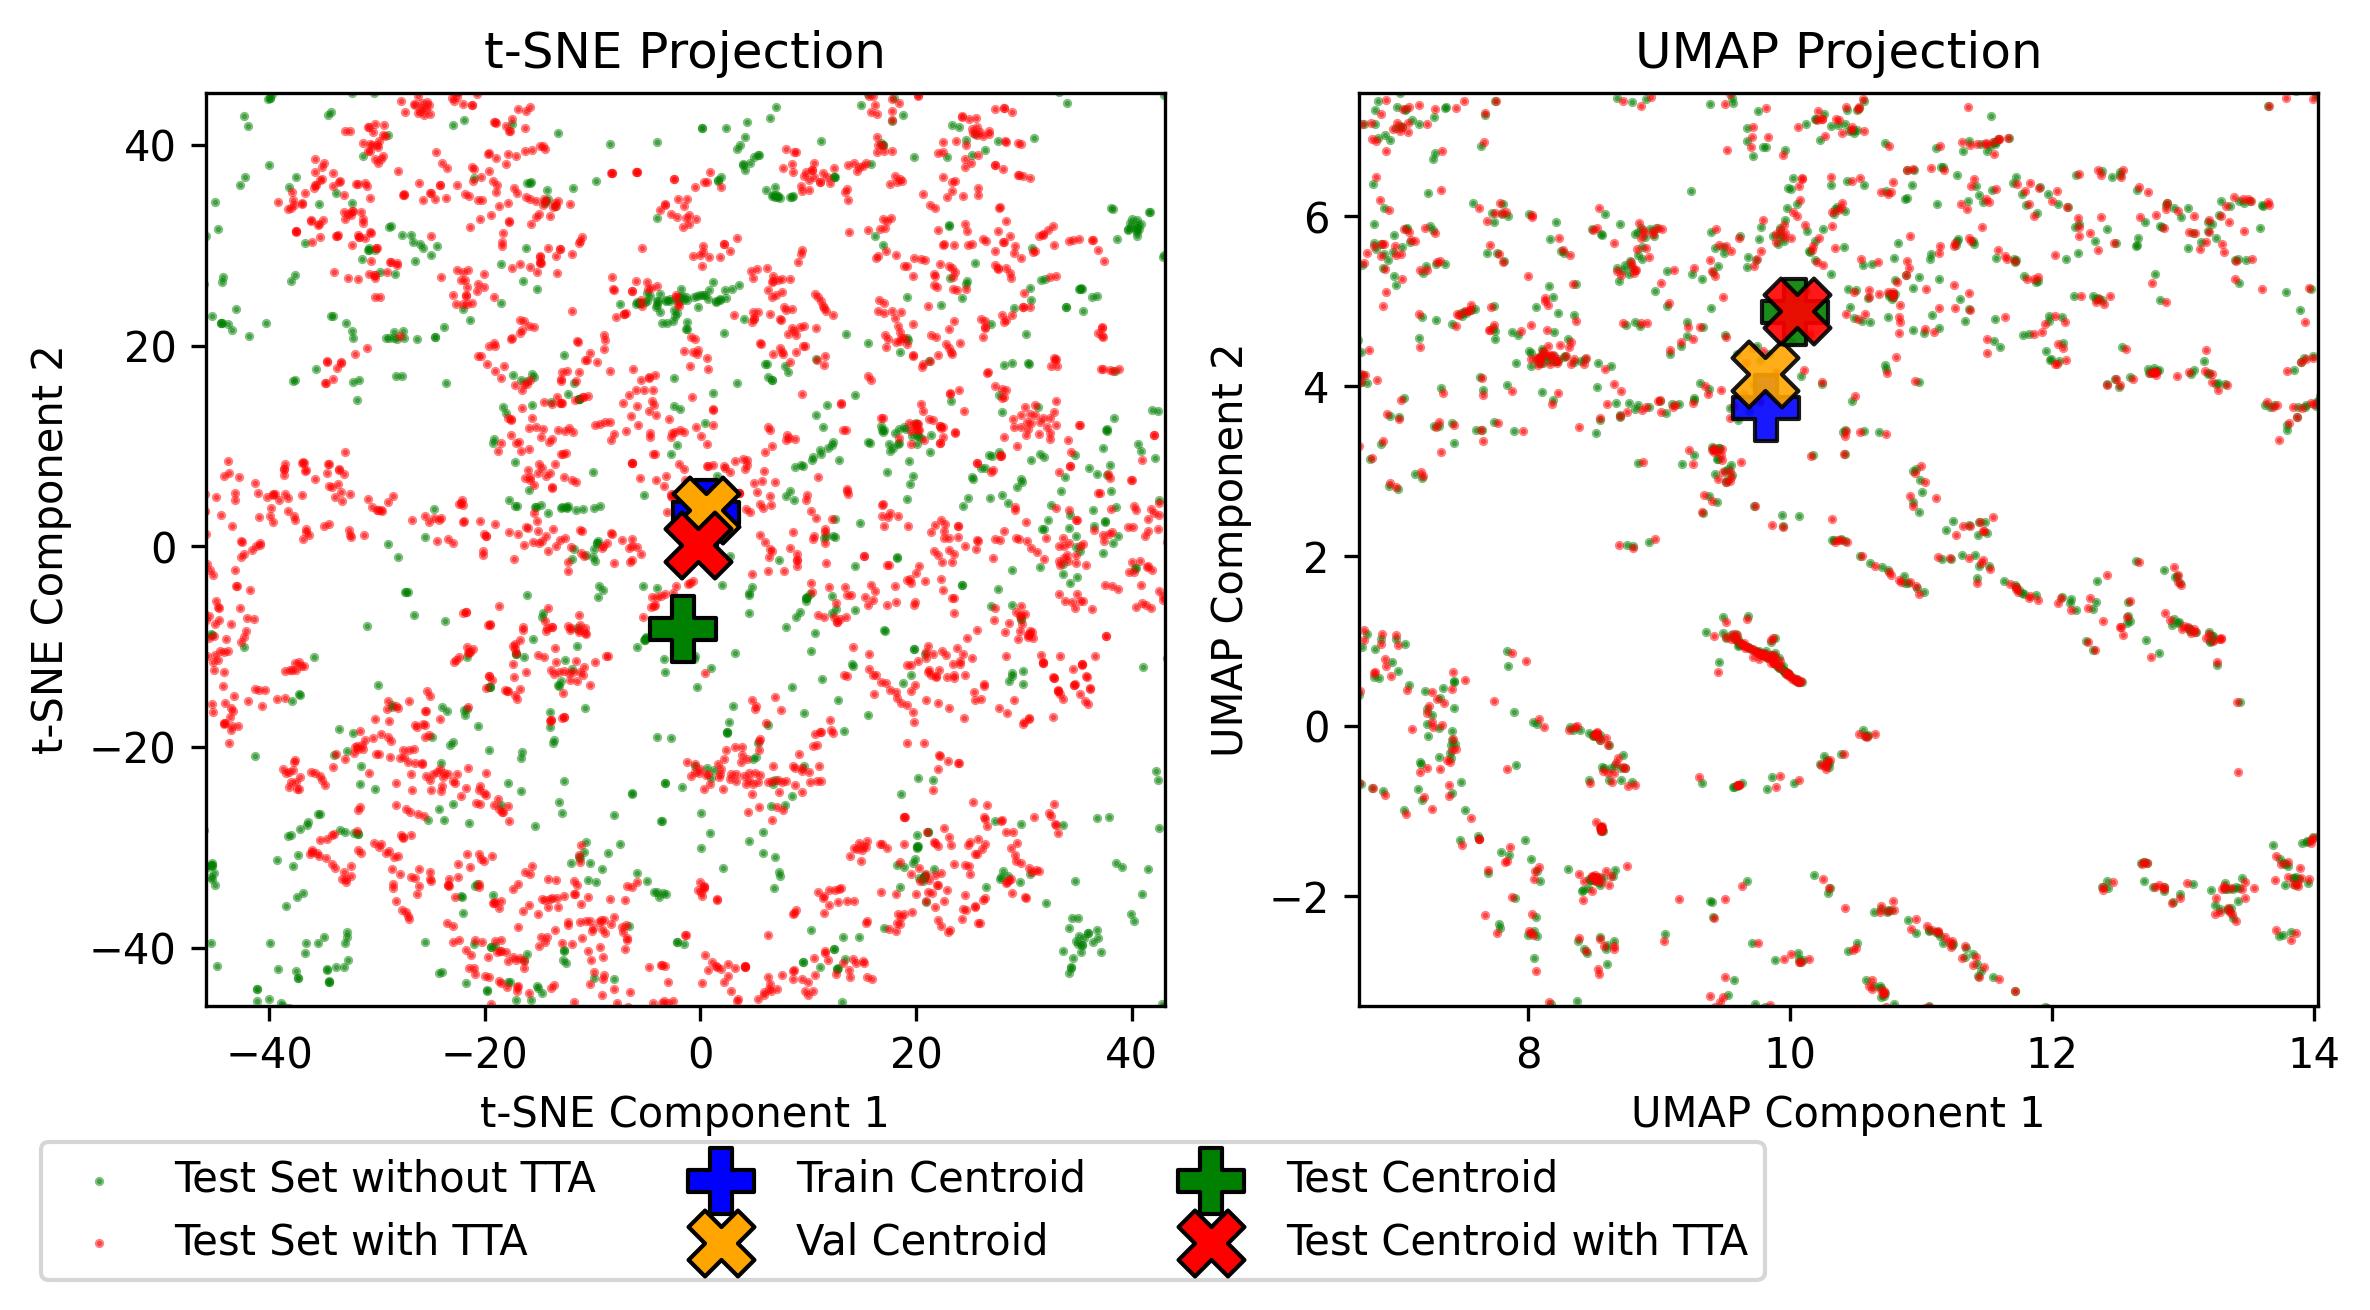 t-SNE Projection
UMAP Projection
t-SNE Component 2
40
20
0
−20
−40
−40
−20
0
20
40
t-SNE Component 1
UMAP Component 2
6
4
2
0
−2
8
10
12
14
UMAP Component 1
Test Set without TTA
Test Set with TTA
Train Centroid
Val Centroid
Test Centroid
Test Centroid with TTA